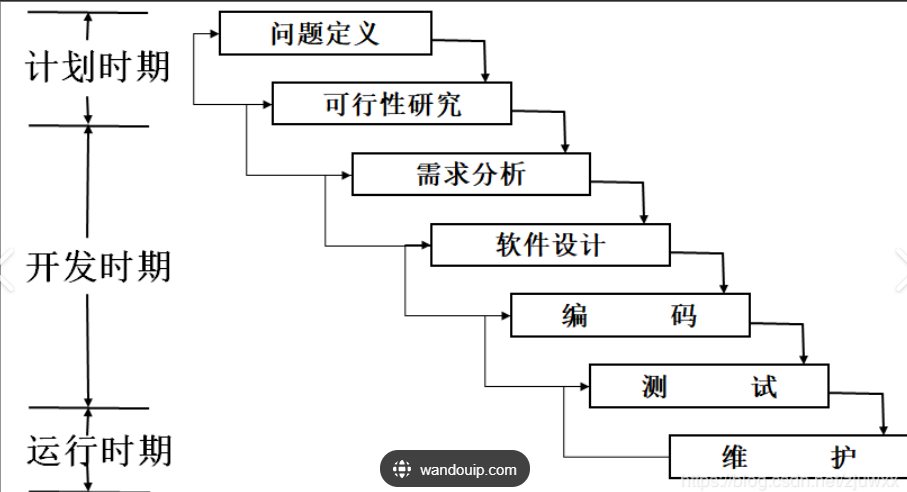 问题定义
计划时期
可行性研究
需求分析
软件设计
开发时期
编 码
测 试
运行时期
维 护
wandouip.com